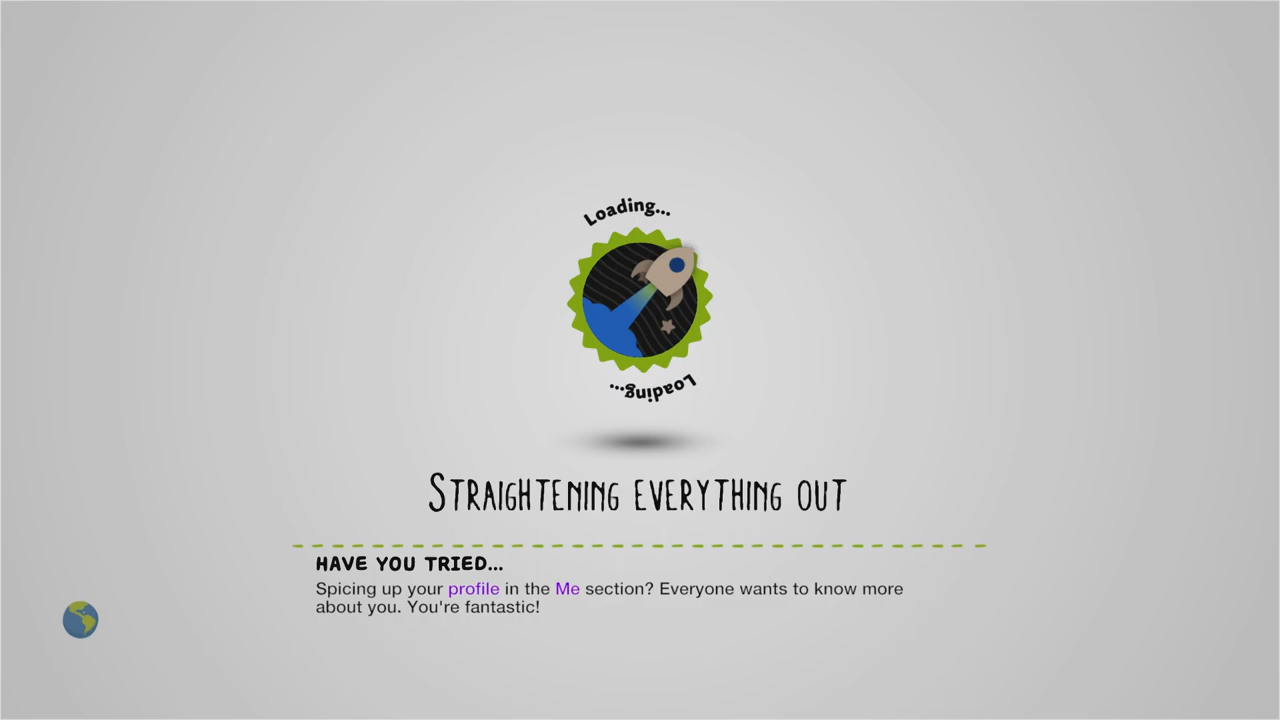 Loading...
Loading...
Straightening everything out
HAVE YOU TRIED...
Spicing up your profile in the Me section? Everyone wants to know more
about you. You're fantastic!